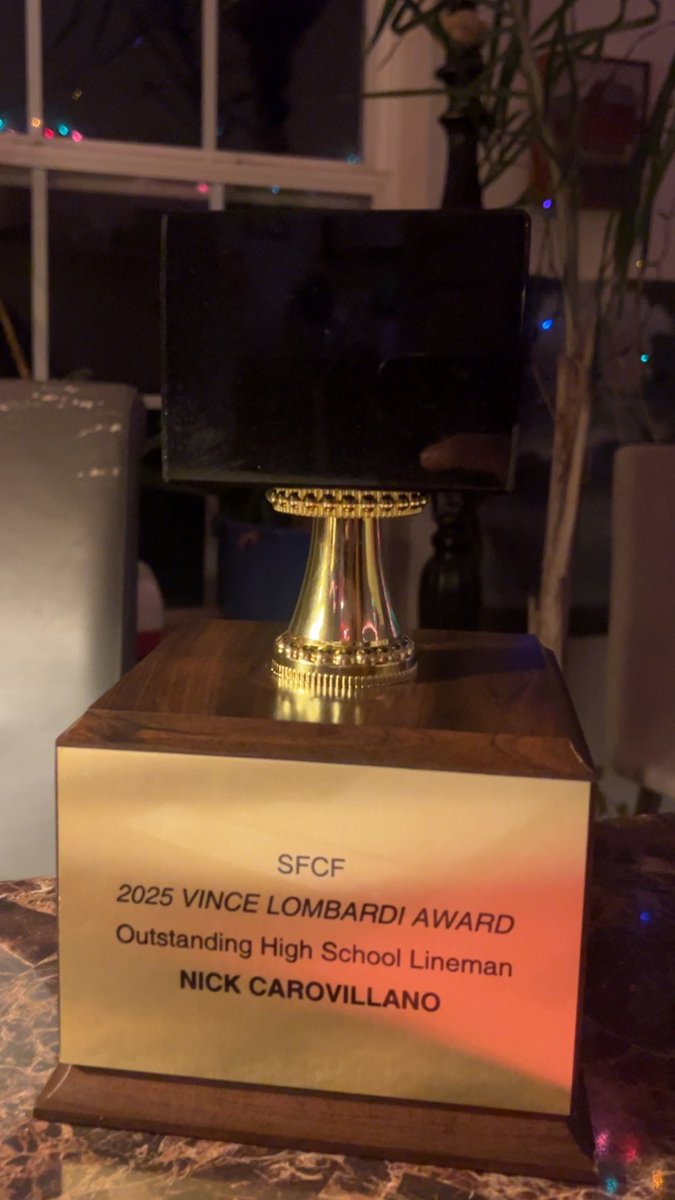 SFCF
2025 VINCE LOMBARDI AWARD
Outstanding High School Lineman
NICK CAROVILLANO